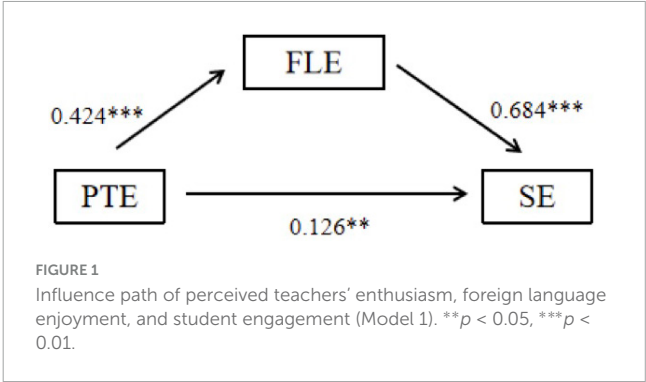 FLE
0.424***
0.684***
PTE
SE
0.126**
FIGURE 1
Influence path of perceived teachers’ enthusiasm, foreign language
enjoyment, and student engagement (Model 1). **p < 0.05, ***p <
0.01.